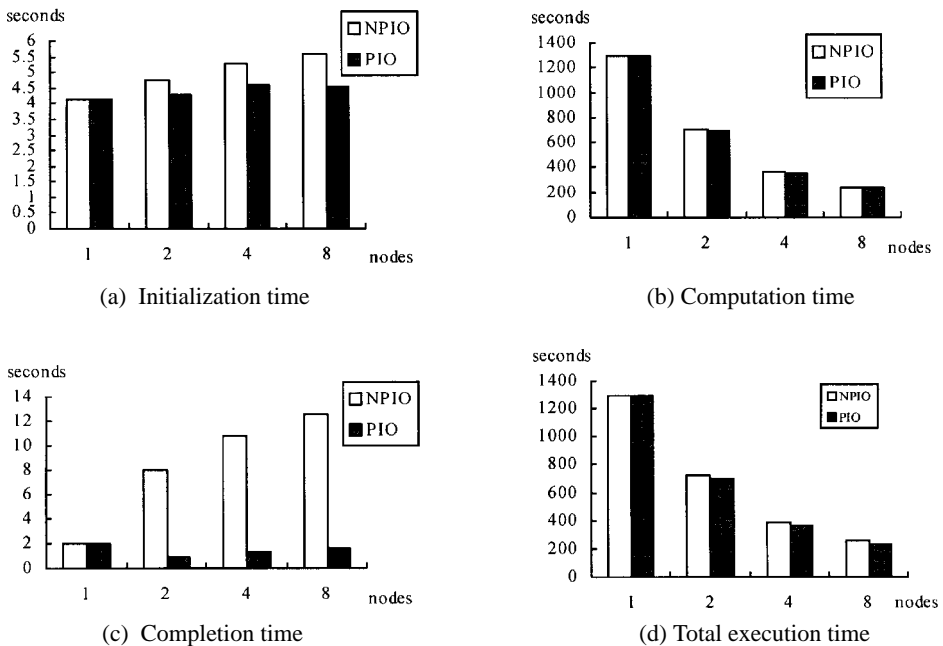 seconds
6
5.5
5
4.5
4
3.5
3
2.5
2
1.5
1
0.5
0
NPIO
PIO
1 2 4 8 nodes
(a) Initialization time
seconds
1400
1200
1000
800
600
400
200
0
NPIO
PIO
1 2 4 8 nodes
(b) Computation time
seconds
14
12
10
8
6
4
2
0
NPIO
PIO
1 2 4 8 nodes
(c) Completion time
seconds
1400
1200
1000
800
600
400
200
0
NPIO
PIO
1 2 4 8 nodes
(d) Total execution time